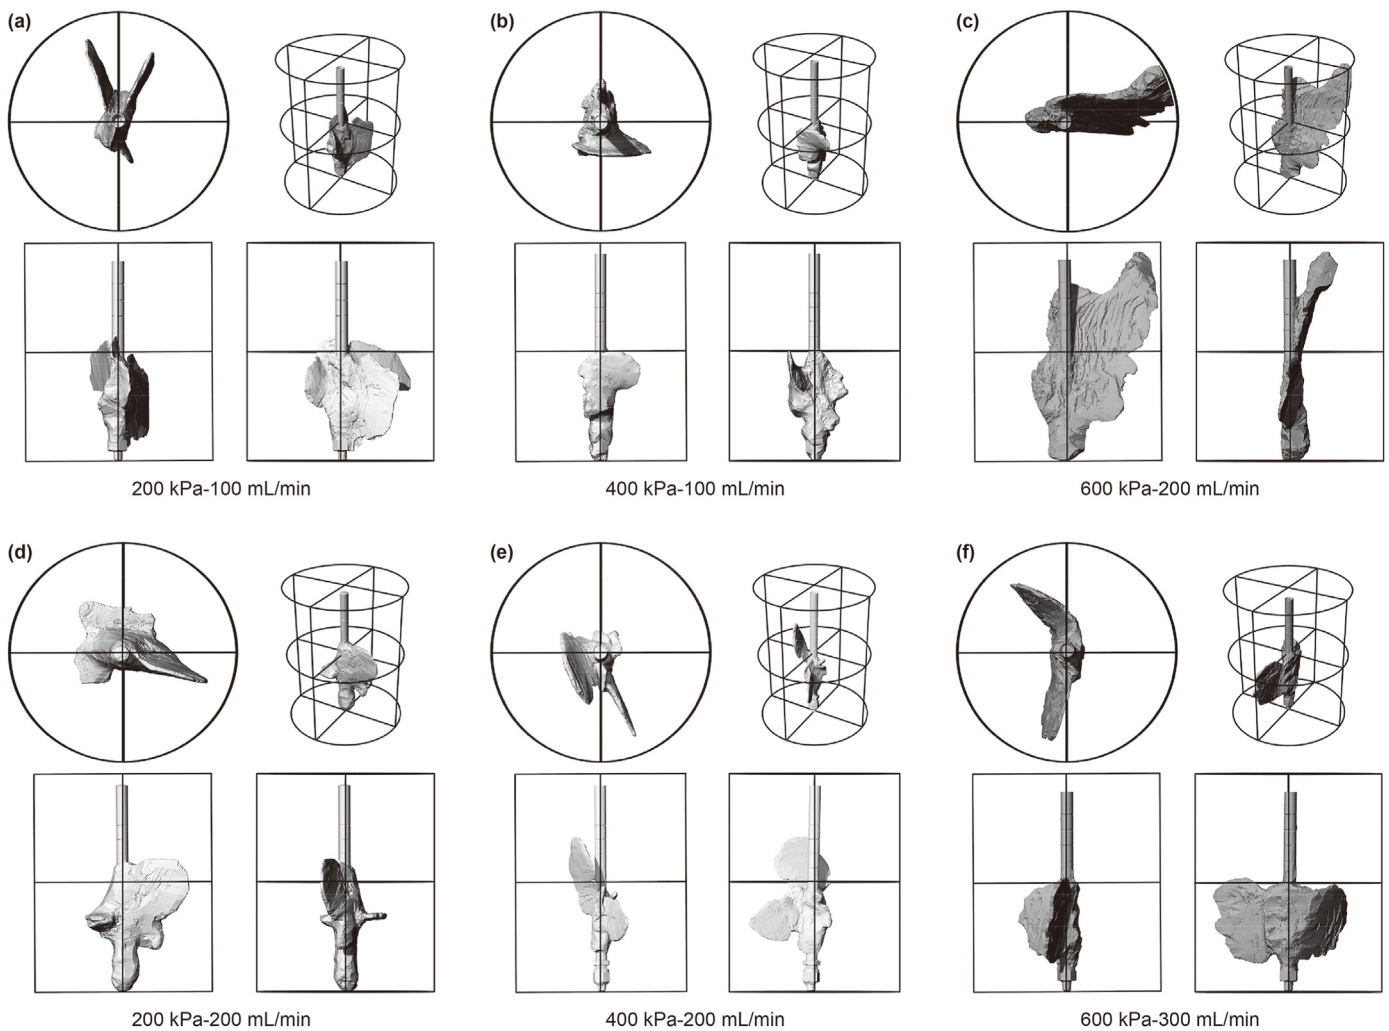 (a)
(b)
(c)
200 kPa-100 mL/min
400 kPa-100 mL/min
600 kPa-200 mL/min
(d)
(e)
(f)
200 kPa-200 mL/min
400 kPa-200 mL/min
600 kPa-300 mL/min